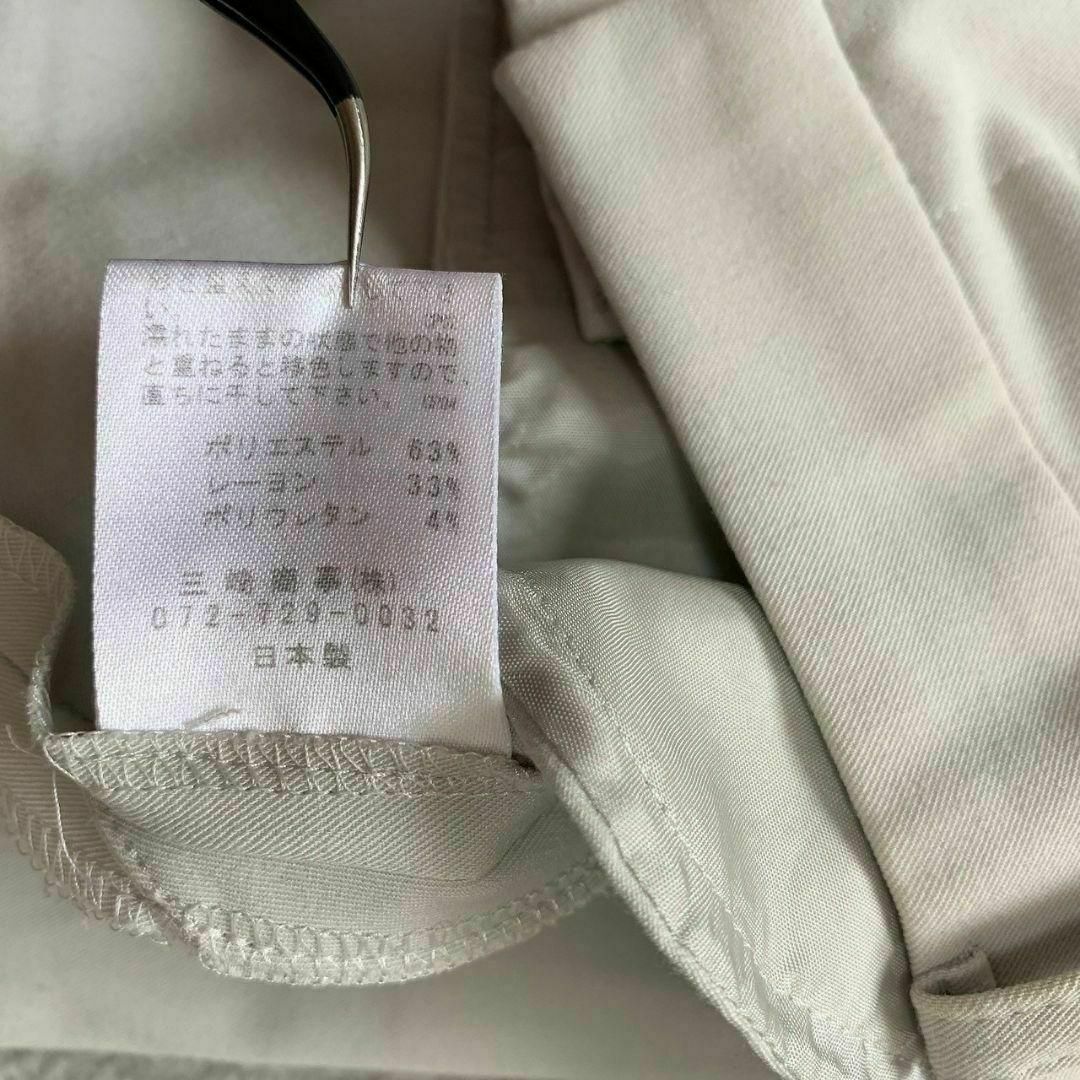 い。
濡れたままの状態で他の物
と重ねると移色しますので、
直ちに干して下さい。
ポリエステル 63%
レーヨン 33%
ポリウレタン 4%
三崎商事(株)
072-729-0032
日本製